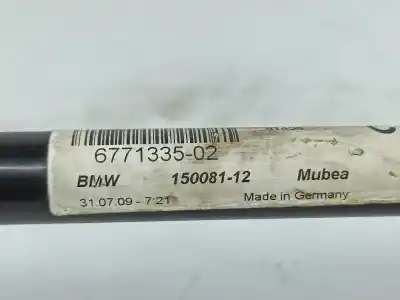 6771335-02
BMW 150081-12 Mubea
31.07.09 - 7:21 Made in Germany